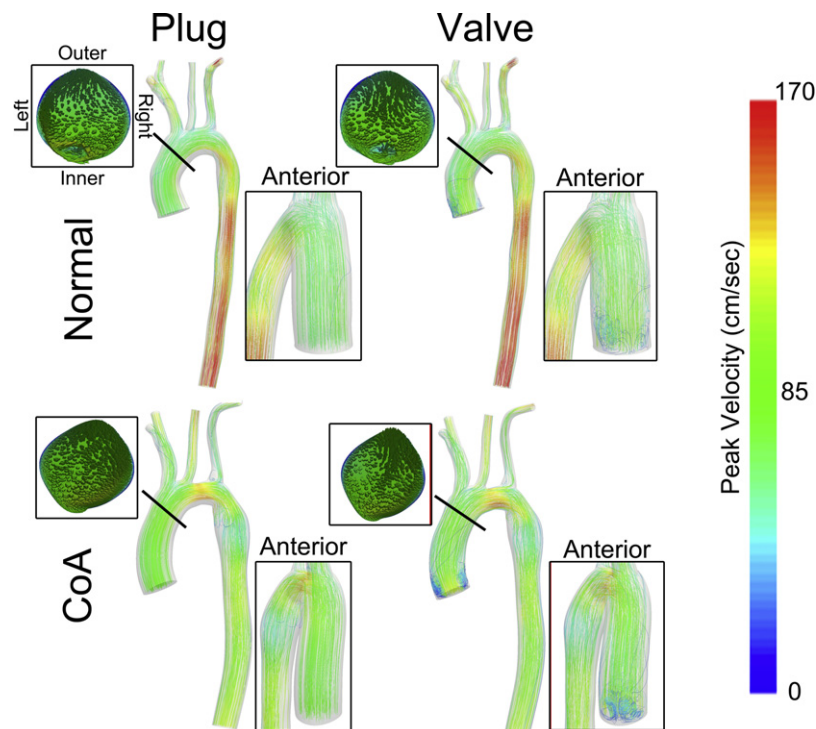 Plug
Valve
Outer
Left
Right
Inner
Anterior
Anterior
Normal
Anterior
Anterior
CoA
170
85
0
Peak Velocity (cm/sec)